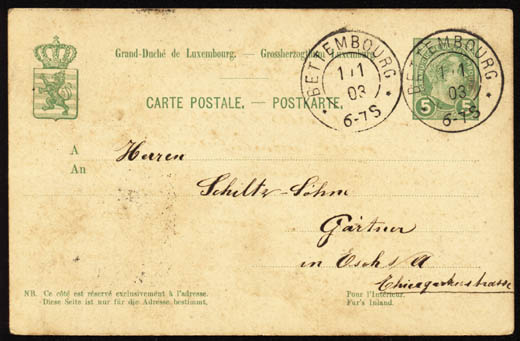 Grand-Duché de Luxembourg. — Grossherzogthum Luxemburg.
CARTE POSTALE. — POSTKARTE.
BETTEMBOURG
1 1
03
6-7S
BETTEMBOURG
1 1
03
6-7S
5 5
A
An
Herren
Schiltz-Söhne
Gärtner
in Esch s/A
NB. Ce côté est réservé exclusivement à l'adresse.
Diese Seite ist nur für die Adresse bestimmt.
Pour l'Intérieur.
Für's Inland.